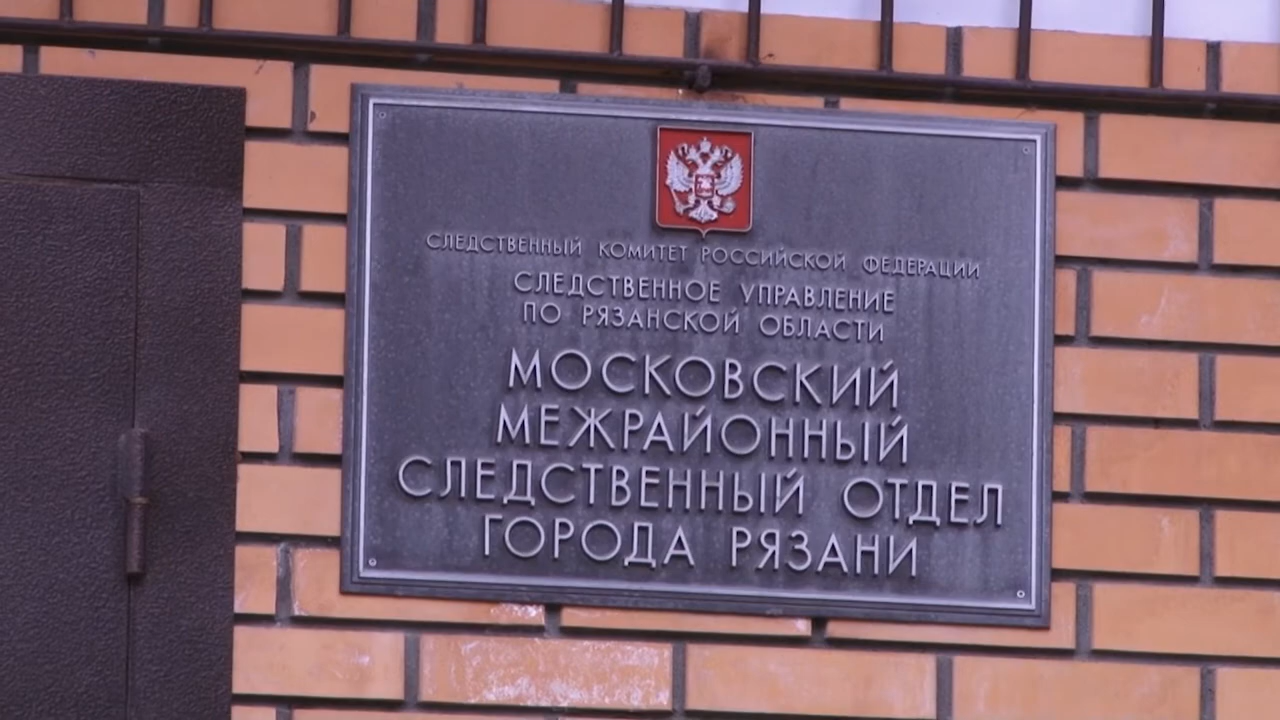 СЛЕДСТВЕННЫЙ КОМИТЕТ РОССИЙСКОЙ ФЕДЕРАЦИИ
СЛЕДСТВЕННОЕ УПРАВЛЕНИЕ
ПО РЯЗАНСКОЙ ОБЛАСТИ
МОСКОВСКИЙ
МЕЖРАЙОННЫЙ
СЛЕДСТВЕННЫЙ ОТДЕЛ
ГОРОДА РЯЗАНИ